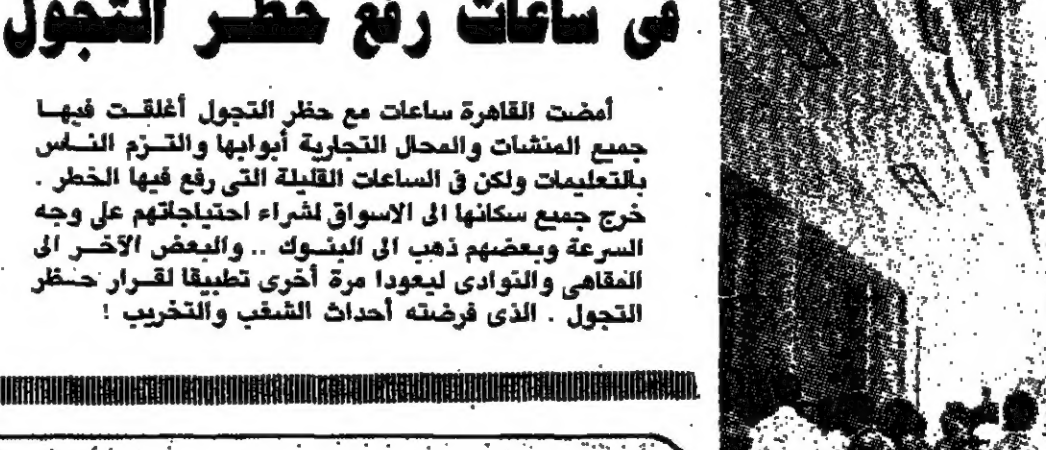 فى ساعات رفع حظر التجول
أمضت القاهرة ساعات مع حظر التجول أغلقت فيها
جميع المنشات والمحال التجارية أبوابها والتزم الناس
بالتعليمات ولكن فى الساعات القليلة التى رفع فيها الخطر .
خرج جميع سكانها الى الاسواق لشراء احتياجاتهم على وجه
السرعة وبعضهم ذهب الى البنوك .. والبعض الآخر الى
المقاهى والنوادى ليعودا مرة أخرى تطبيقا لقرار حظر
التجول . الذى فرضته أحداث الشغب والتخريب !